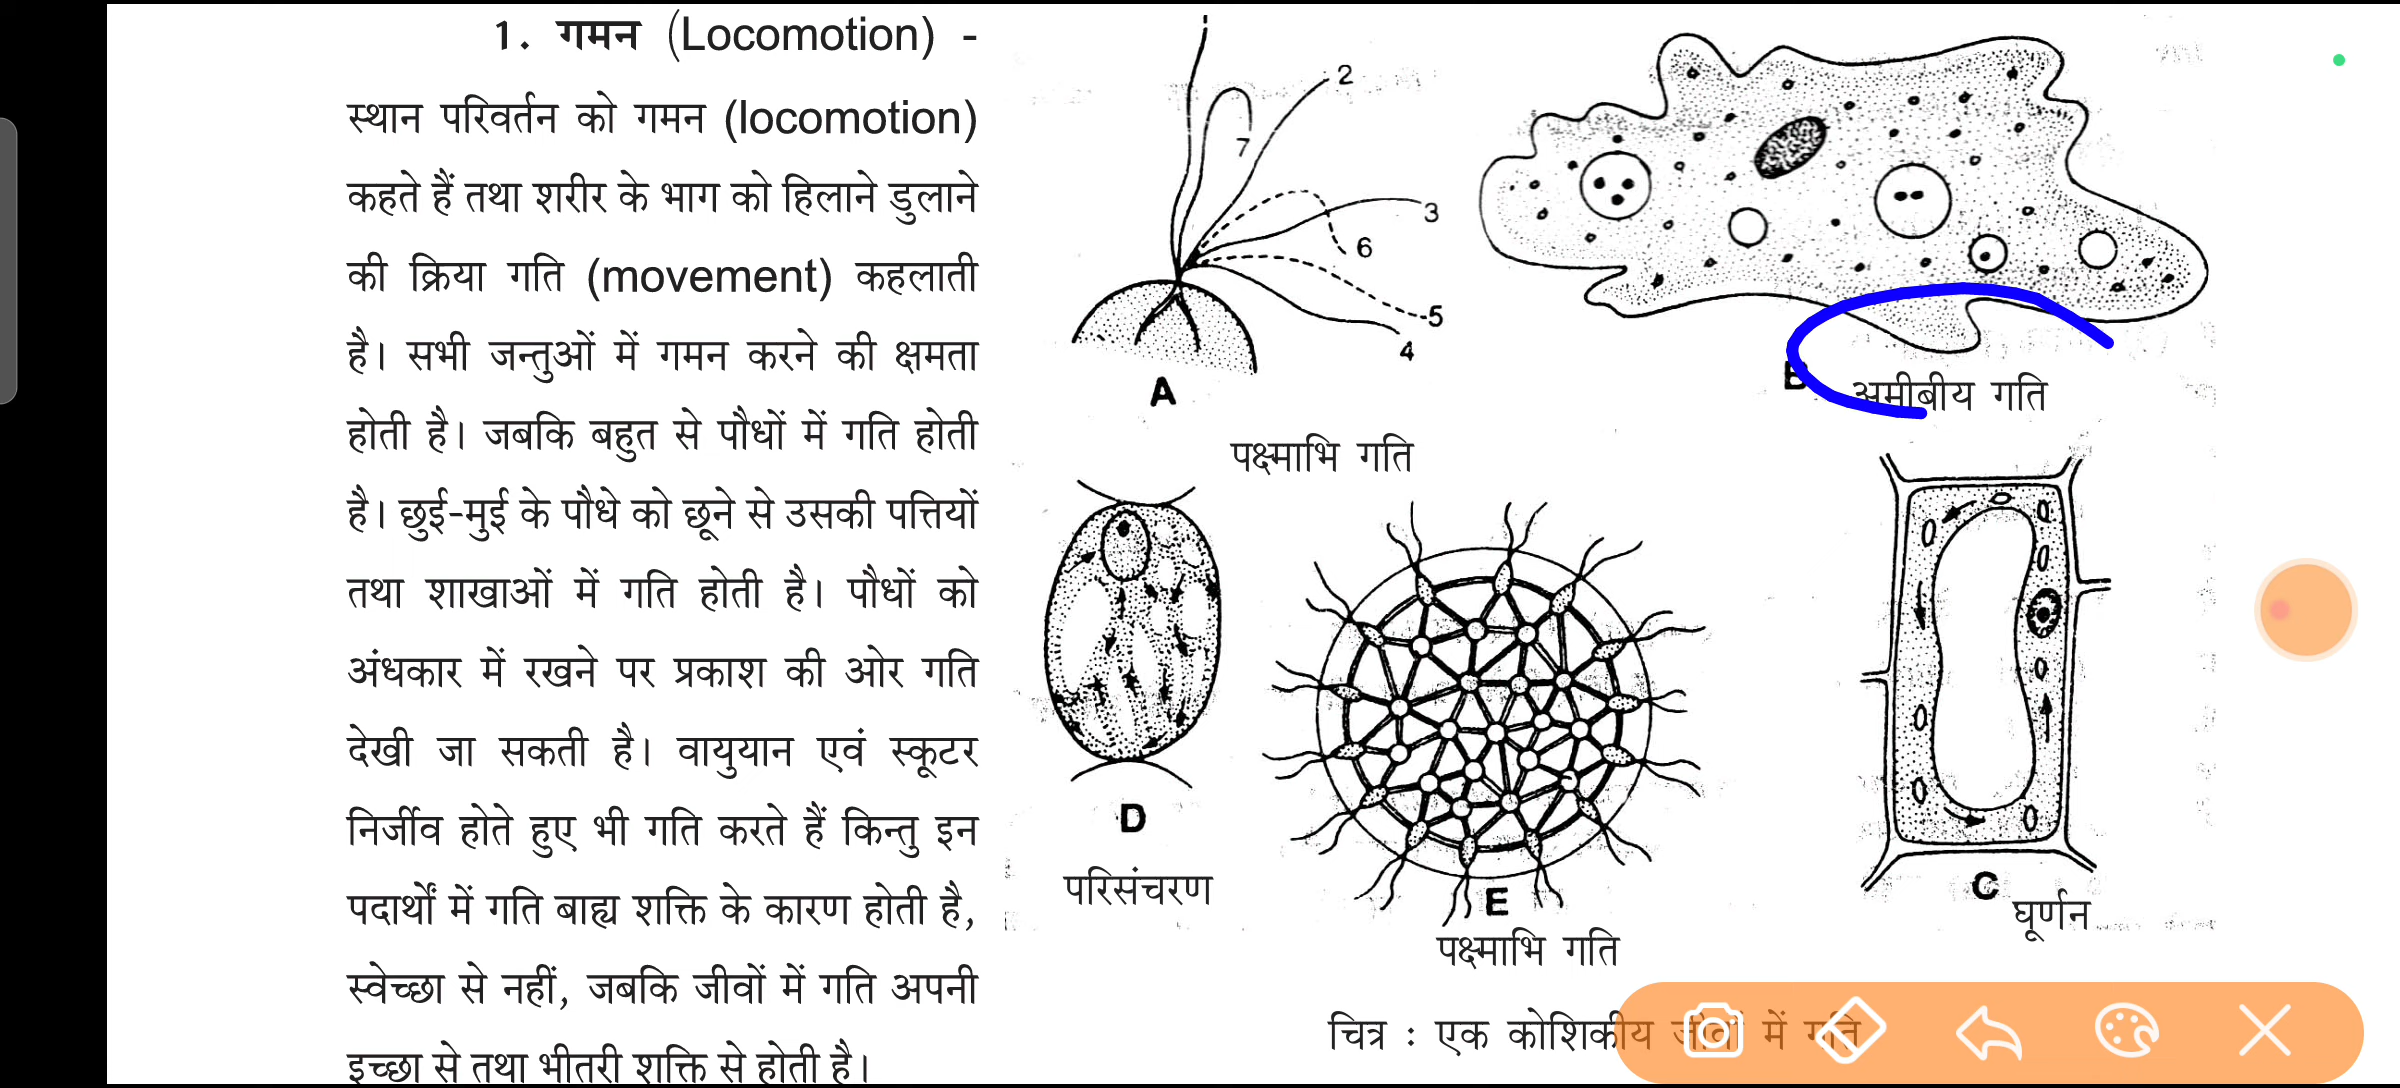 1. गमन (Locomotion) -
स्थान परिवर्तन को गमन (locomotion)
कहते हैं तथा शरीर के भाग को हिलाने डुलाने
की क्रिया गति (movement) कहलाती
है। सभी जन्तुओं में गमन करने की क्षमता
होती है। जबकि बहुत से पौधों में गति होती
है। छुई-मुई के पौधे को छूने से उसकी पत्तियों
तथा शाखाओं में गति होती है। पौधों को
अंधकार में रखने पर प्रकाश की ओर गति
देखी जा सकती है। वायुयान एवं स्कूटर
निर्जीव होते हुए भी गति करते हैं किन्तु इन
पदार्थों में गति बाह्य शक्ति के कारण होती है,
स्वेच्छा से नहीं, जबकि जीवों में गति अपनी
इच्छा से तथा भीतरी शक्ति से होती है।
2
7
3
6
5
4
A
पक्ष्माभि गति
B
अमीबीय गति
D
परिसंचरण
E
पक्ष्माभि गति
C
घूर्णन
चित्र : एक कोशिकीय जीवों में गति